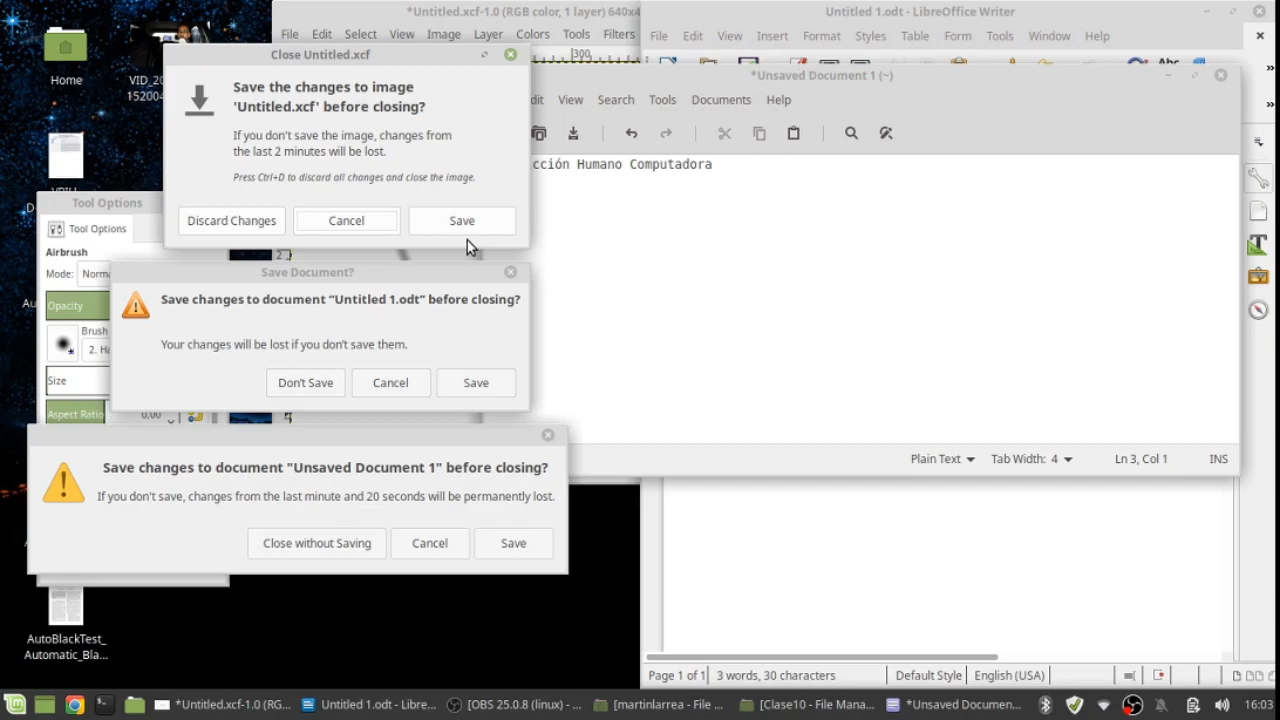 *Untitled.xcf-1.0 (RGB color, 1 layer) 640x4
Untitled 1.odt - LibreOffice Writer
File Edit Select View Image Layer Colors Tools Filters
File Edit View Insert Format Styles Table Form Tools Window Help
Home
Close Untitled.xcf
Save the changes to image
'Untitled.xcf' before closing?
If you don't save the image, changes from
the last 2 minutes will be lost.
Press Ctrl+D to discard all changes and close the image.
Discard Changes Cancel Save
300
*Unsaved Document 1 (~)
dit View Search Tools Documents Help
cción Humano Computadora
VID_20
152004
Tool Options
Tool Options
Airbrush
Mode: Norm
Opacity
Brush
2. Ha
Size
Aspect Ratio 0.00
Save Document?
Save changes to document “Untitled 1.odt” before closing?
Your changes will be lost if you don’t save them.
Don’t Save Cancel Save
Save changes to document "Unsaved Document 1" before closing?
If you don't save, changes from the last minute and 20 seconds will be permanently lost.
Close without Saving Cancel Save
Plain Text Tab Width: 4 Ln 3, Col 1 INS
AutoBlackTest_
Automatic_Bla...
Page 1 of 1 3 words, 30 characters Default Style English (USA)
*Untitled.xcf-1.0 (RG... Untitled 1.odt - Libre... [OBS 25.0.8 (linux) - ... [martinlarrea - File ... [Clase10 - File Mana... *Unsaved Documen... 16:03